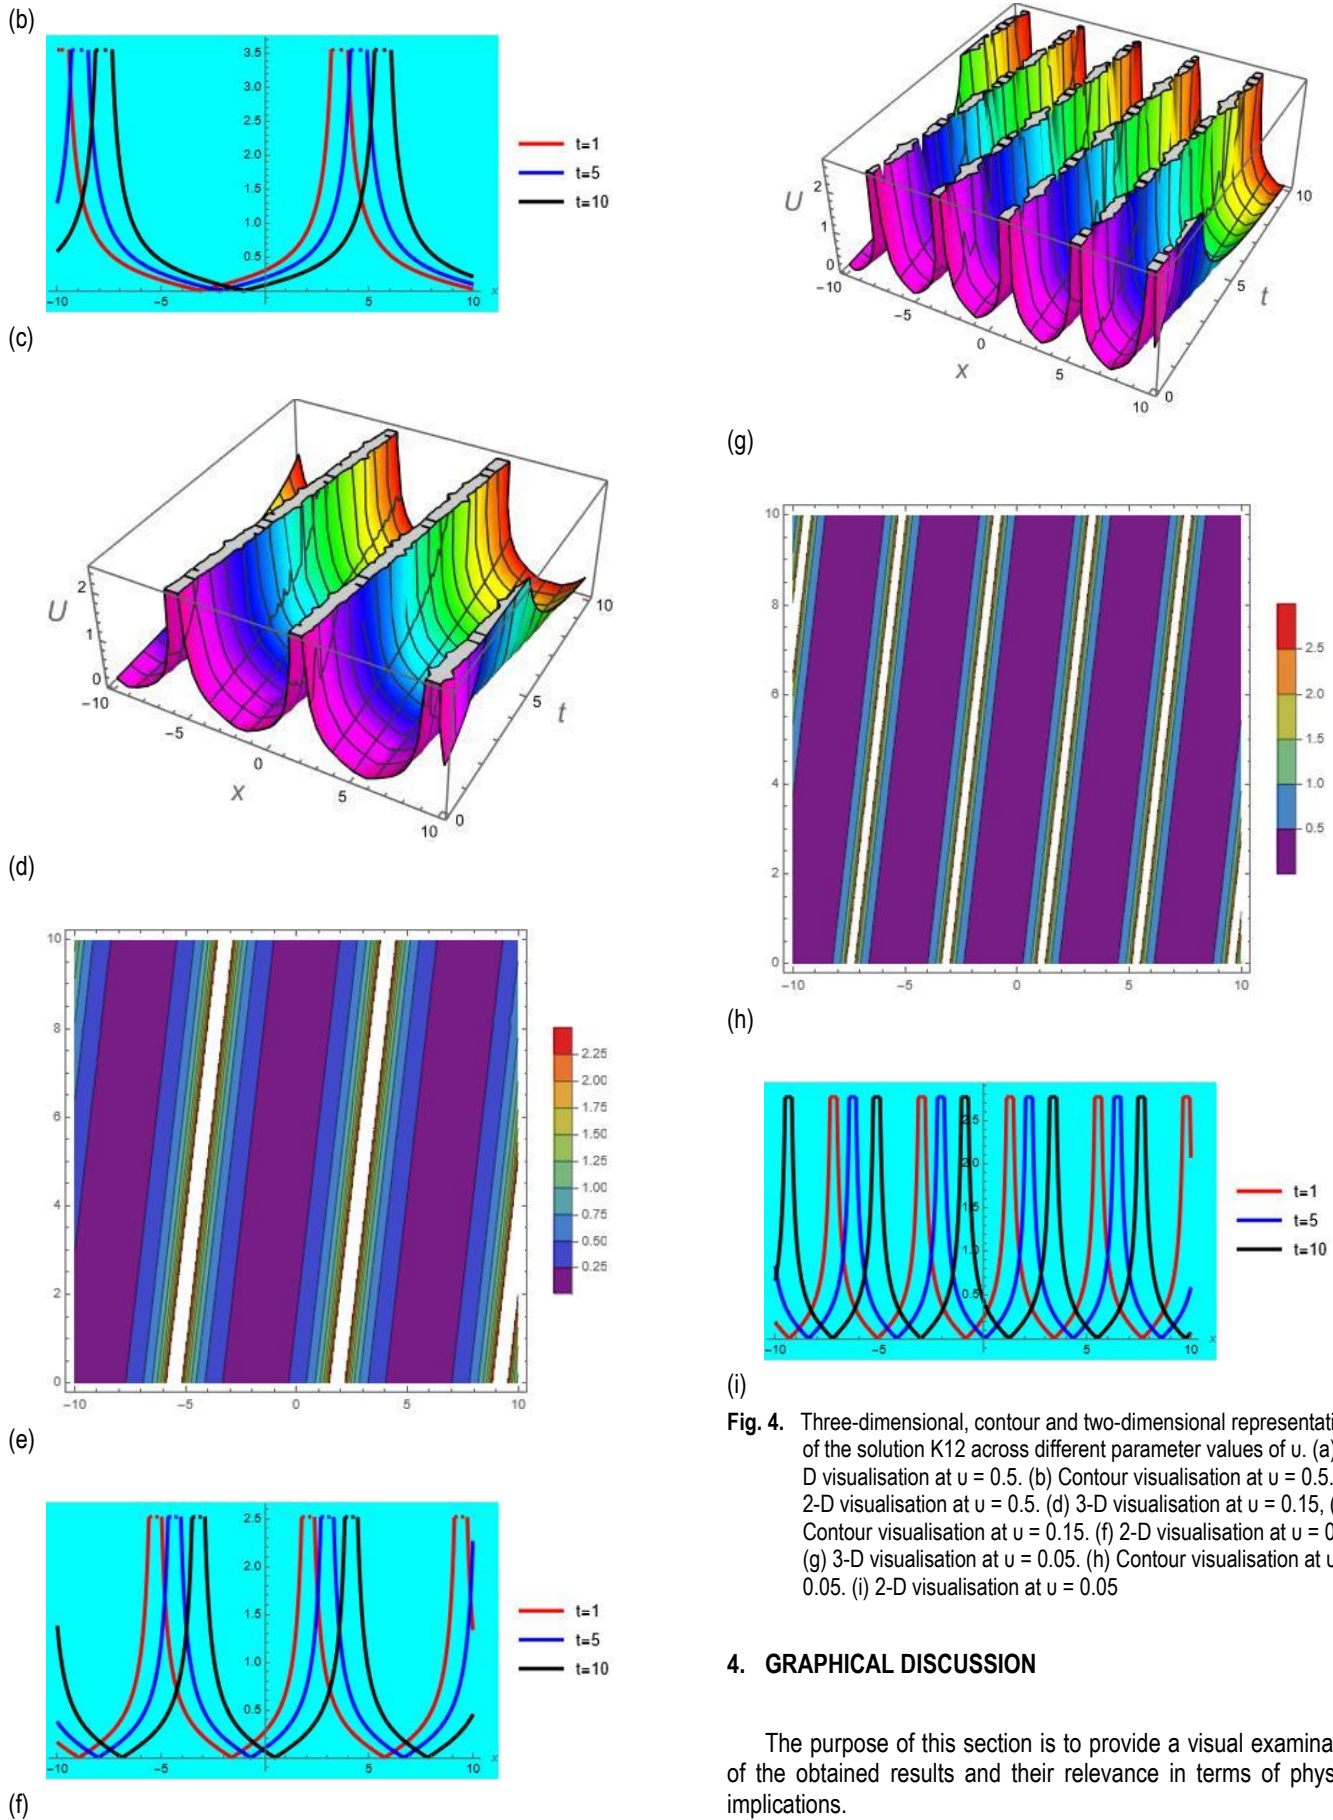 (b)
3.5
3.0
2.5
2.0
1.5
1.0
0.5
-10 -5 5 10 x
t=1
t=5
t=10
(c)
U
2
1
0
-10
-5
0
5
10
x
0
5
10
t
(d)
10
8
6
4
2
0
-10 -5 0 5 10
2.25
2.00
1.75
1.50
1.25
1.00
0.75
0.50
0.25
(e)
2.5
2.0
1.5
1.0
0.5
-10 -5 5 10 x
t=1
t=5
t=10
(f)
U
2
1
0
-10
-5
0
5
10
x
0
5
10
t
(g)
10
8
6
4
2
0
-10 -5 0 5 10
2.5
2.0
1.5
1.0
0.5
(h)
2.5
2.0
1.5
1.0
0.5
-10 -5 5 10 x
t=1
t=5
t=10
(i)
Fig. 4. Three-dimensional, contour and two-dimensional representati
of the solution K12 across different parameter values of υ. (a)
D visualisation at υ = 0.5. (b) Contour visualisation at υ = 0.5.
2-D visualisation at υ = 0.5. (d) 3-D visualisation at υ = 0.15, (
Contour visualisation at υ = 0.15. (f) 2-D visualisation at υ = 0
(g) 3-D visualisation at υ = 0.05. (h) Contour visualisation at υ
0.05. (i) 2-D visualisation at υ = 0.05
4. GRAPHICAL DISCUSSION
The purpose of this section is to provide a visual examina
of the obtained results and their relevance in terms of phys
implications.